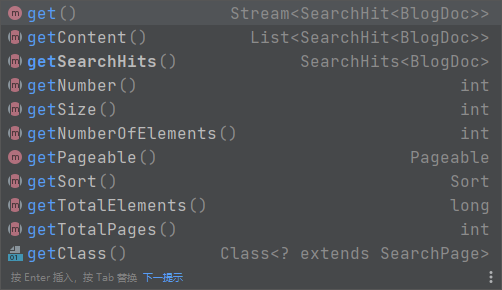 get() Stream<SearchHit<BlogDoc>>
getContent() List<SearchHit<BlogDoc>>
getSearchHits() SearchHits<BlogDoc>
getNumber() int
getSize() int
getNumberOfElements() int
getPageable() Pageable
getSort() Sort
getTotalElements() long
getTotalPages() int
getClass() Class<? extends SearchPage>
按 Enter 插入，按 Tab 替换 下一提示